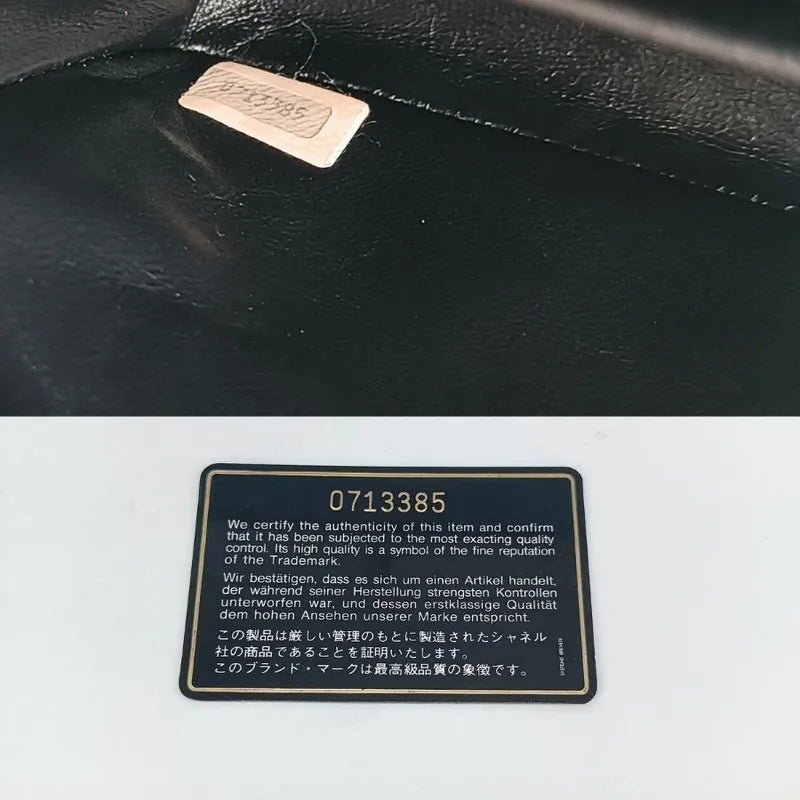 0713385
0713385
We certify the authenticity of this item and confirm
that it has been subjected to the most exacting quality
control. Its high quality is a symbol of the fine reputation
of the Trademark.
Wir bestätigen, dass es sich um einen Artikel handelt,
der während seiner Herstellung strengsten Kontrollen
unterworfen war, und dessen erstklassige Qualität
dem hohen Ansehen unserer Marke entspricht.
この製品は厳しい管理のもとに製造されたシャネル
社の商品であることを証明いたします。
このブランド・マークは最高級品質の象徴です。